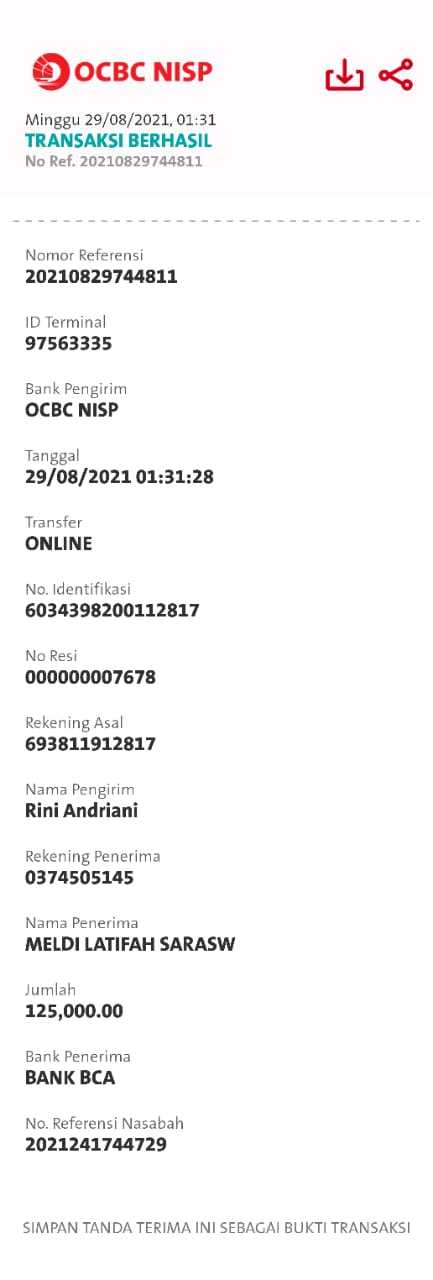 OCBC NISP
Minggu 29/08/2021, 01:31
TRANSAKSI BERHASIL
No Ref. 20210829744811
Nomor Referensi
20210829744811
ID Terminal
97563335
Bank Pengirim
OCBC NISP
Tanggal
29/08/2021 01:31:28
Transfer
ONLINE
No. Identifikasi
6034398200112817
No Resi
000000007678
Rekening Asal
693811912817
Nama Pengirim
Rini Andriani
Rekening Penerima
0374505145
Nama Penerima
MELDI LATIFAH SARASW
Jumlah
125,000.00
Bank Penerima
BANK BCA
No. Referensi Nasabah
2021241744729
SIMPAN TANDA TERIMA INI SEBAGAI BUKTI TRANSAKSI